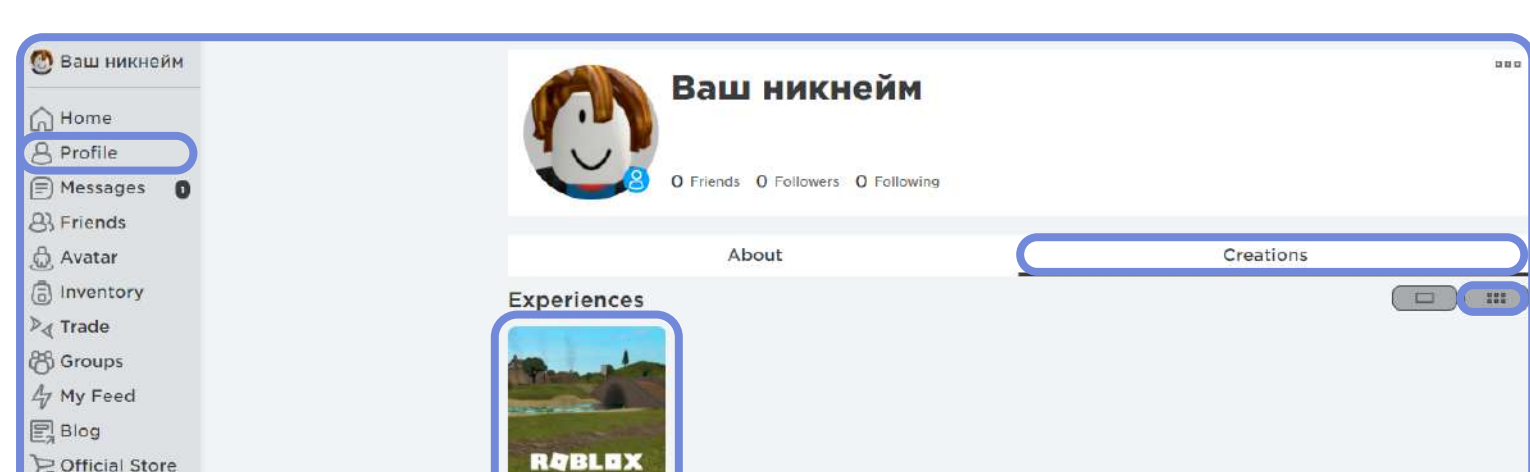 Ваш никнейм
Home
Profile
Messages 1
Friends
Avatar
Inventory
Trade
Groups
My Feed
Blog
Official Store
Ваш никнейм
0 Friends 0 Followers 0 Following
About Creations
Experiences
ROBLOX